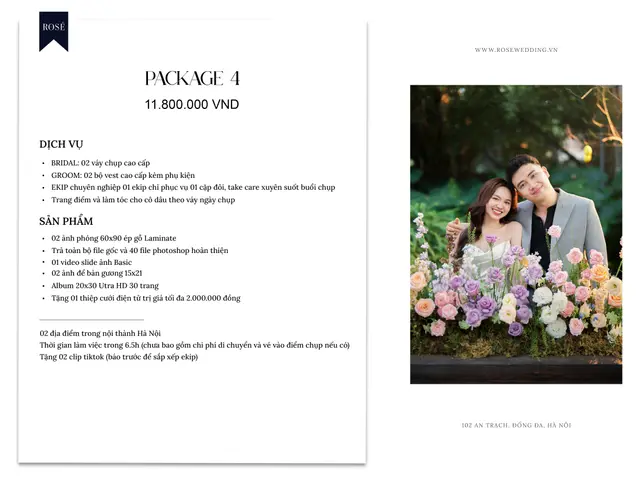 ROSÉ
WWW.ROSEWEDDING.VN
PACKAGE 4
11.800.000 VND
DỊCH VỤ
• BRIDAL: 02 váy chụp cao cấp
• GROOM: 02 bộ vest cao cấp kèm phụ kiện
• EKIP chuyên nghiệp 01 ekip chỉ phục vụ 01 cặp đôi, take care xuyên suốt buổi chụp
• Trang điểm và làm tóc cho cô dâu theo váy ngày chụp
SẢN PHẨM
• 02 ảnh phóng 60x90 ép gỗ Laminate
• Trả toàn bộ file gốc và 40 file photoshop hoàn thiện
• 01 video slide ảnh Basic
• 02 ảnh để bàn gương 15x21
• Album 20x30 Utra HD 30 trang
• Tặng 01 thiệp cưới điện tử trị giá tối đa 2.000.000 đồng
02 địa điểm trong nội thành Hà Nội
Thời gian làm việc trong 6.5h (chưa bao gồm chi phí di chuyển và vé vào điểm chụp nếu có)
Tặng 02 clip tiktok (báo trước để sắp xếp ekip)
102 AN TRẠCH, ĐỐNG ĐA, HÀ NỘI